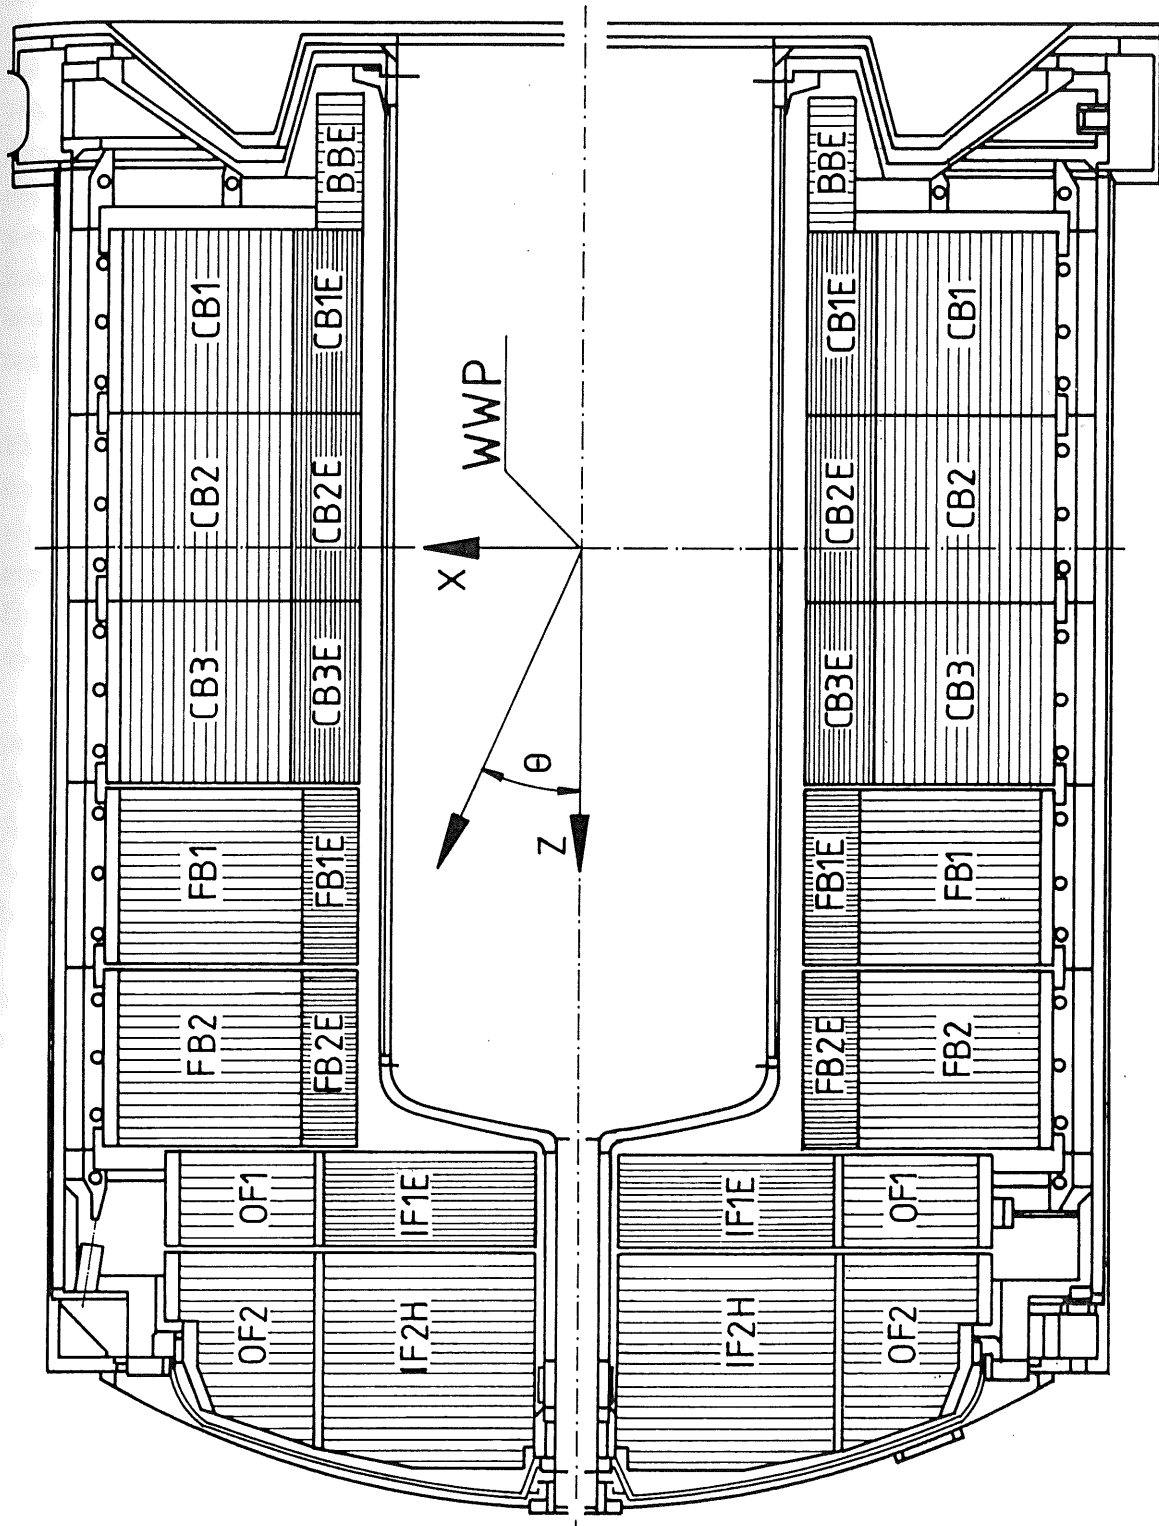 BBE
BBE
CB1
CB1E
CB1E
CB1
WWP
CB2
CB2E
CB2E
CB2
X
CB3
CB3E
CB3E
CB3
θ
Z
FB1
FB1E
FB1E
FB1
FB2
FB2E
FB2E
FB2
OF1
IF1E
IF1E
OF1
OF2
IF2H
IF2H
OF2